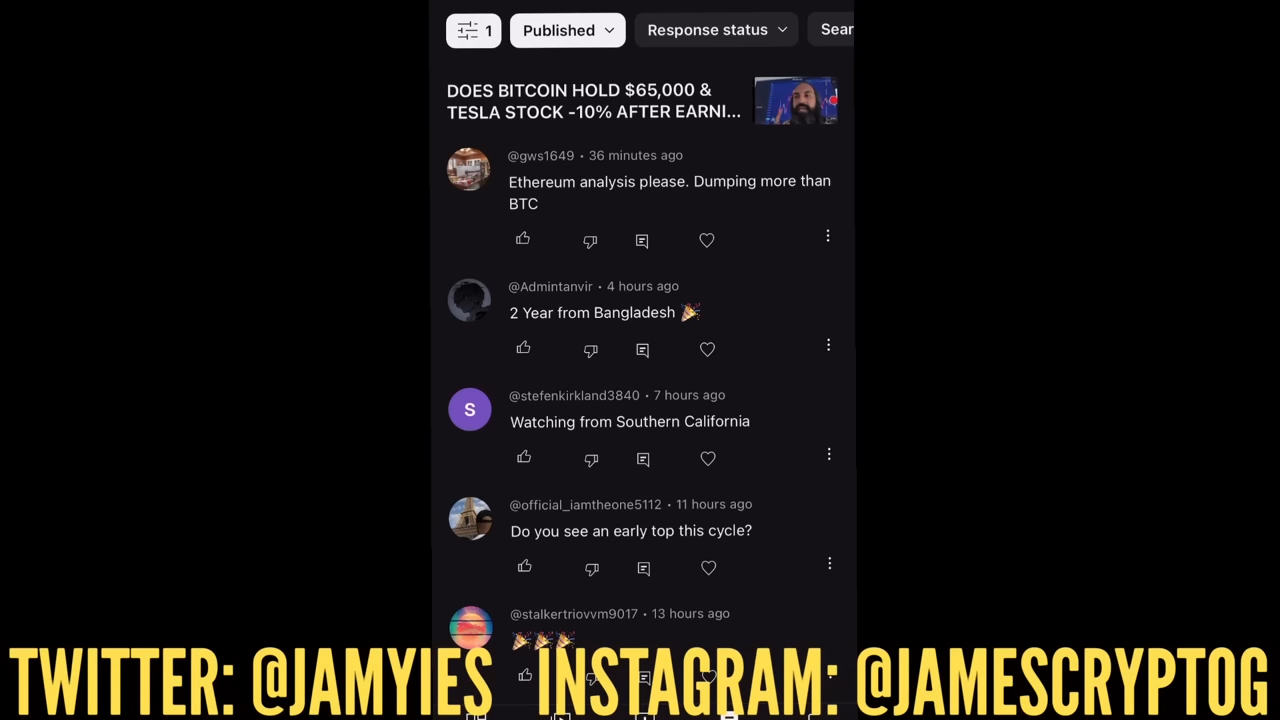 1 Published Response status Sear
DOES BITCOIN HOLD $65,000 &
TESLA STOCK -10% AFTER EARNI...
@gws1649 • 36 minutes ago
Ethereum analysis please. Dumping more than
BTC
@Admintanvir • 4 hours ago
2 Year from Bangladesh 🎉
S
@stefenkirkland3840 • 7 hours ago
Watching from Southern California
@official_iamtheone5112 • 11 hours ago
Do you see an early top this cycle?
@stalkertriovvm9017 • 13 hours ago
🎉🎉🎉
TWITTER: @JAMYIES INSTAGRAM: @JAMESCRYPTOG